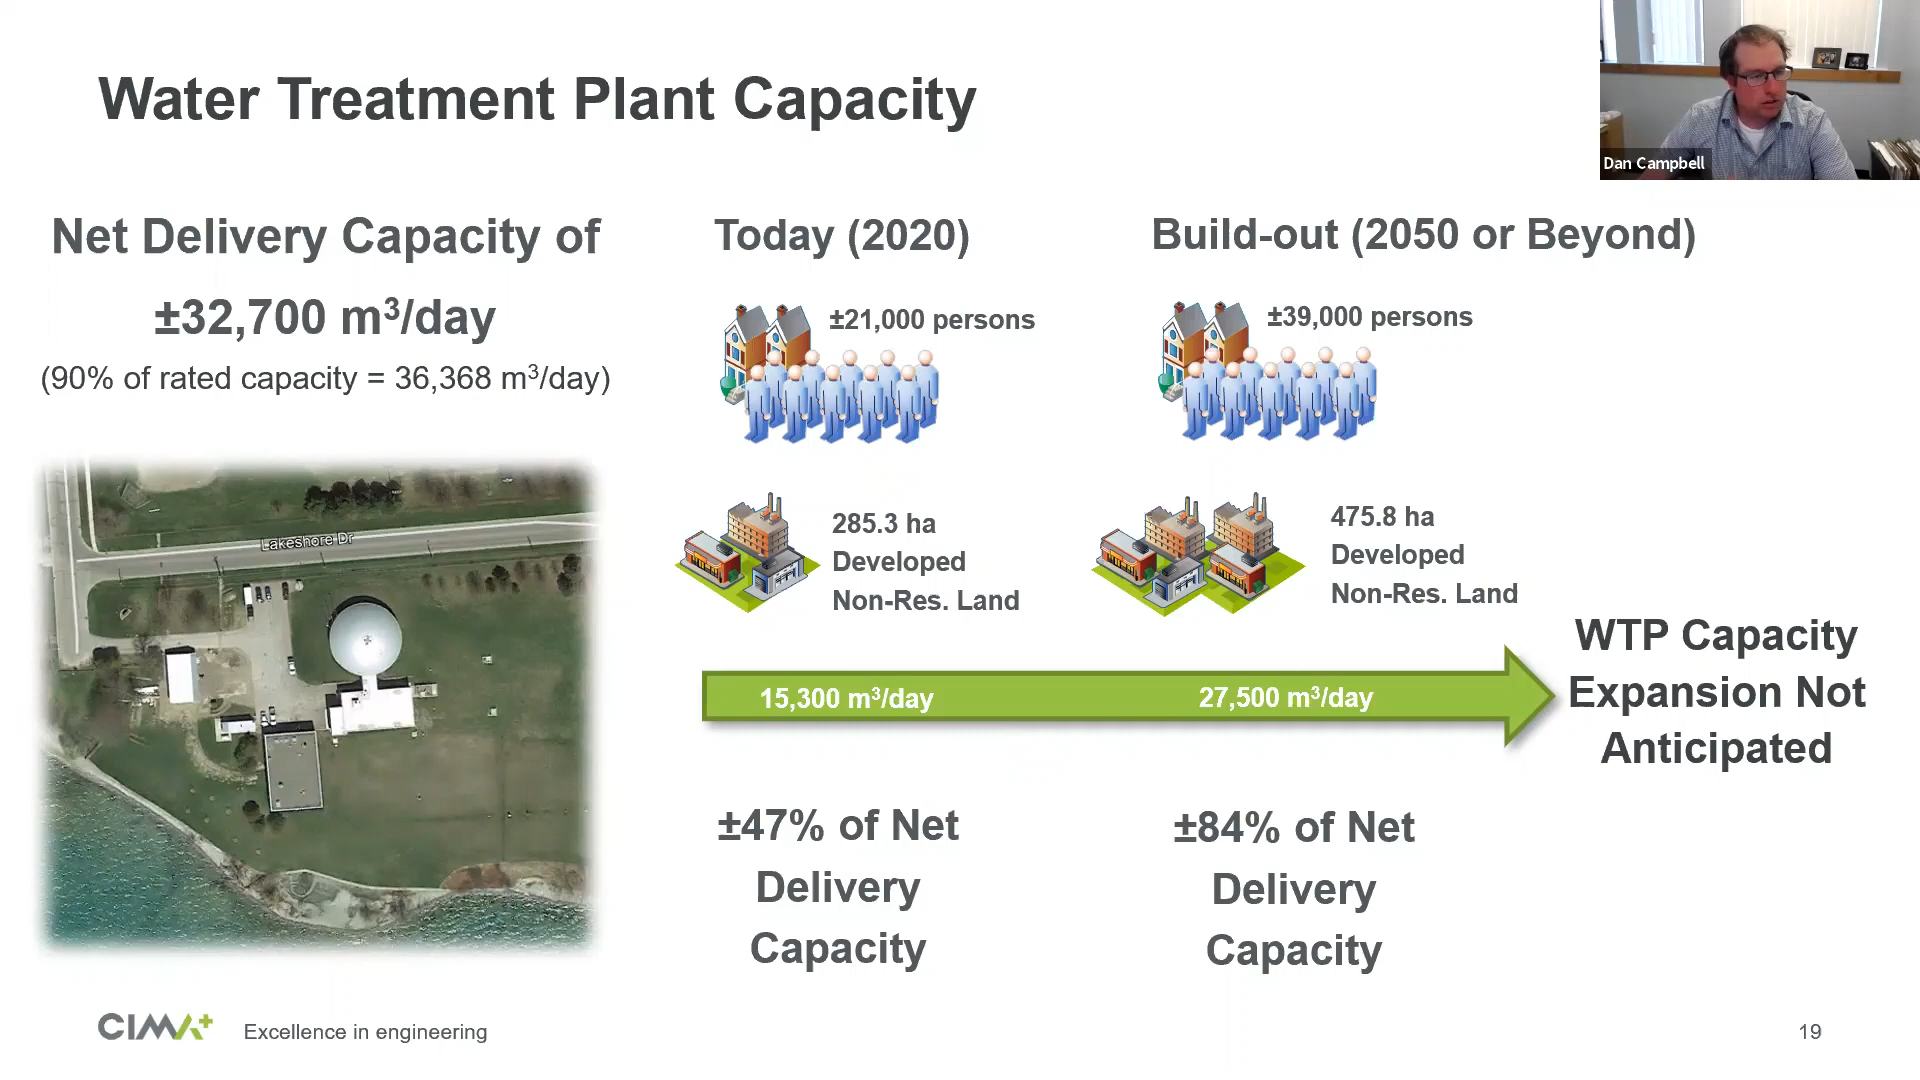 Water Treatment Plant Capacity
Dan Campbell
Net Delivery Capacity of
±32,700 m³/day
(90% of rated capacity = 36,368 m³/day)
Lakeshore Dr
Today (2020)
±21,000 persons
285.3 ha
Developed
Non-Res. Land
Build-out (2050 or Beyond)
±39,000 persons
475.8 ha
Developed
Non-Res. Land
15,300 m³/day
27,500 m³/day
WTP Capacity
Expansion Not
Anticipated
±47% of Net
Delivery
Capacity
±84% of Net
Delivery
Capacity
CIMA+
Excellence in engineering
19